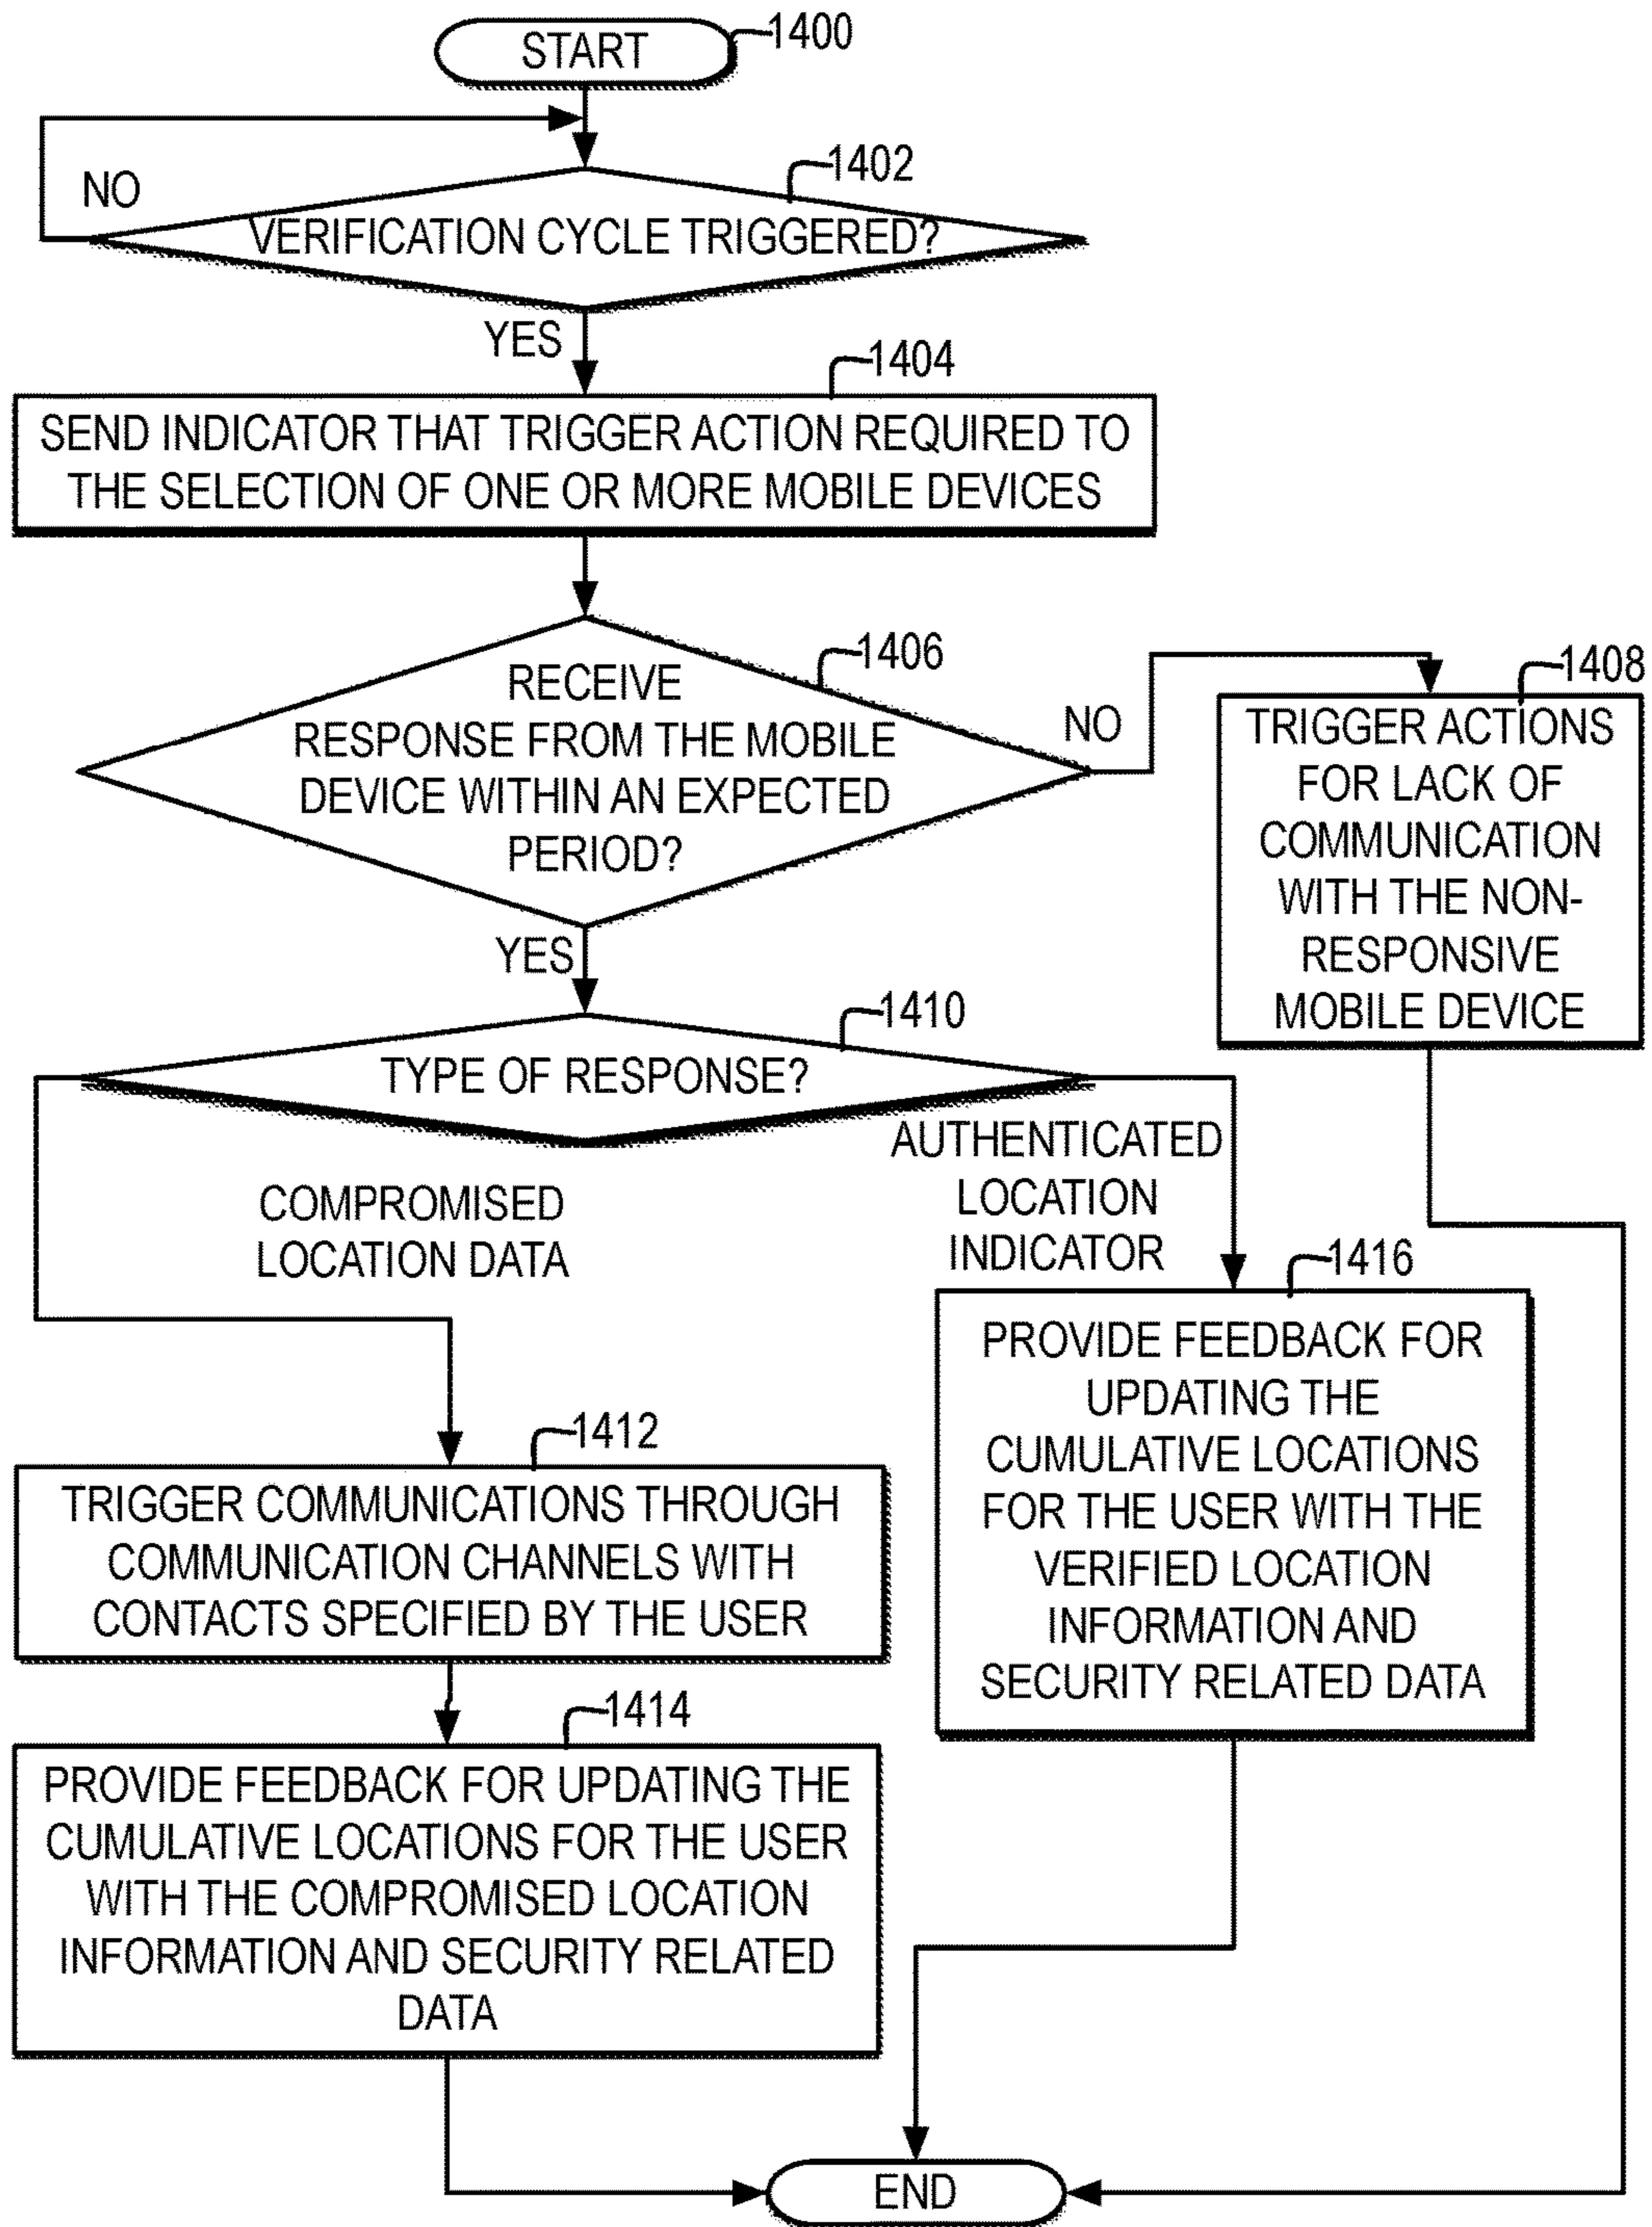 START
1400
1402
NO
VERIFICATION CYCLE TRIGGERED?
YES
1404
SEND INDICATOR THAT TRIGGER ACTION REQUIRED TO
THE SELECTION OF ONE OR MORE MOBILE DEVICES
1406
RECEIVE
RESPONSE FROM THE MOBILE
DEVICE WITHIN AN EXPECTED
PERIOD?
NO
1408
TRIGGER ACTIONS
FOR LACK OF
COMMUNICATION
WITH THE NON-
RESPONSIVE
MOBILE DEVICE
YES
1410
TYPE OF RESPONSE?
COMPROMISED
LOCATION DATA
AUTHENTICATED
LOCATION
INDICATOR
1412
TRIGGER COMMUNICATIONS THROUGH
COMMUNICATION CHANNELS WITH
CONTACTS SPECIFIED BY THE USER
1414
PROVIDE FEEDBACK FOR UPDATING THE
CUMULATIVE LOCATIONS FOR THE USER
WITH THE COMPROMISED LOCATION
INFORMATION AND SECURITY RELATED
DATA
1416
PROVIDE FEEDBACK FOR
UPDATING THE
CUMULATIVE LOCATIONS
FOR THE USER WITH THE
VERIFIED LOCATION
INFORMATION AND
SECURITY RELATED DATA
END